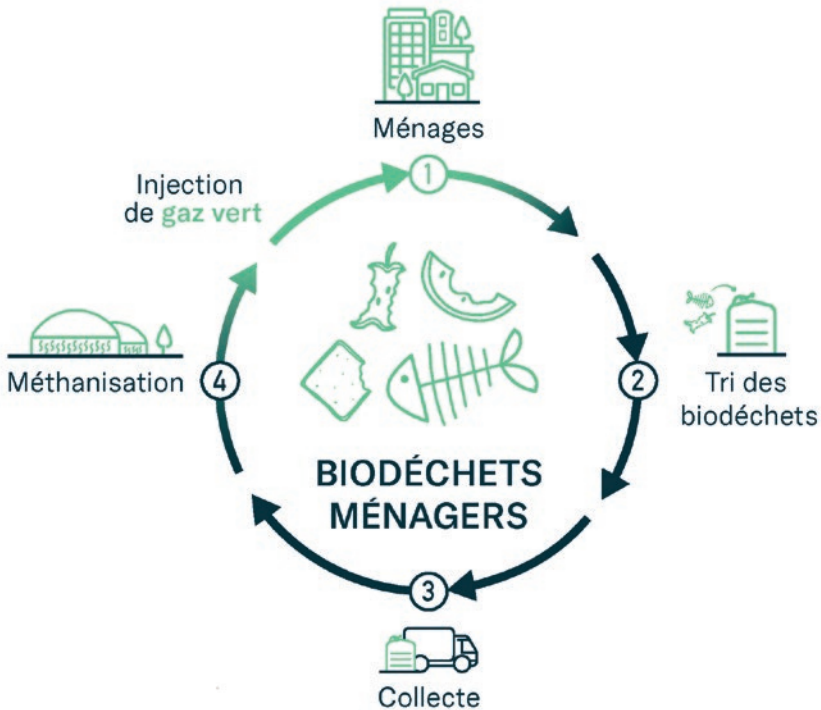 Ménages
1
Injection
de gaz vert
Méthanisation
4
2
Tri des
biodéchets
BIODÉCHETS
MÉNAGERS
3
Collecte